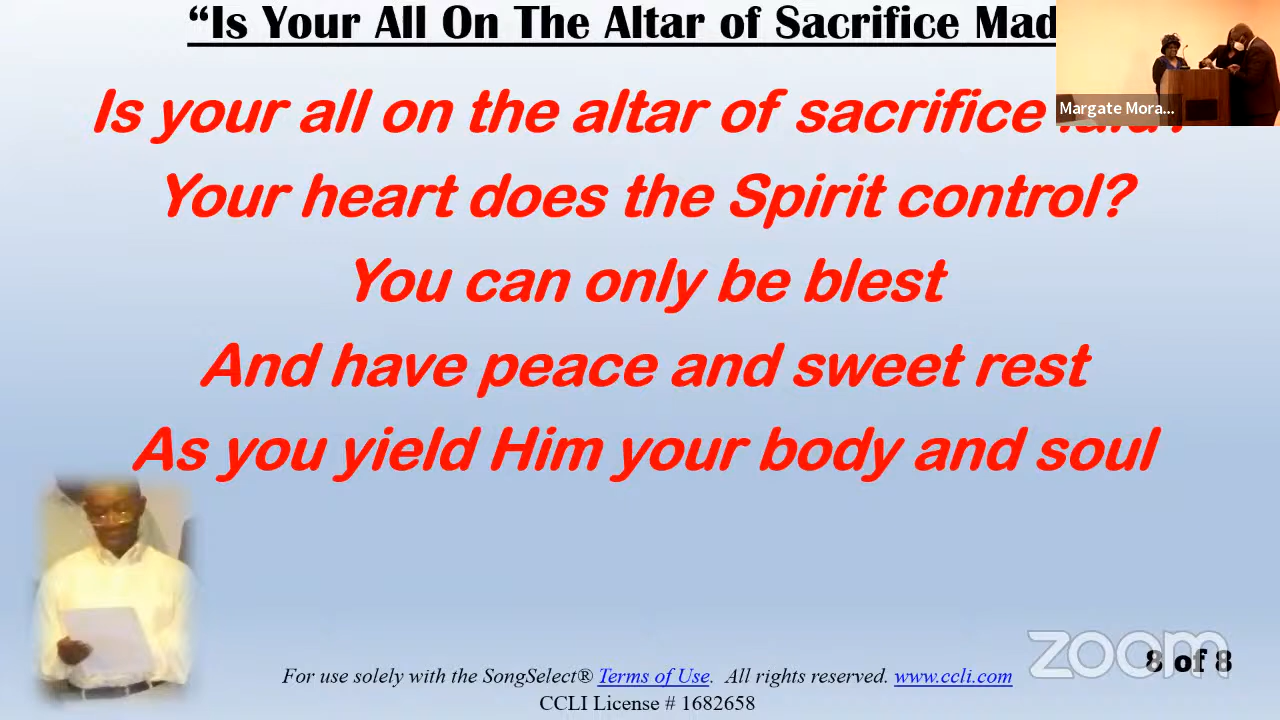 “Is Your All On The Altar of Sacrifice Mad
Margate Mora...
Is your all on the altar of sacrifice
Your heart does the Spirit control?
You can only be blest
And have peace and sweet rest
As you yield Him your body and soul
zoom
8 of 8
For use solely with the SongSelect® Terms of Use. All rights reserved. www.ccli.com
CCLI License # 1682658